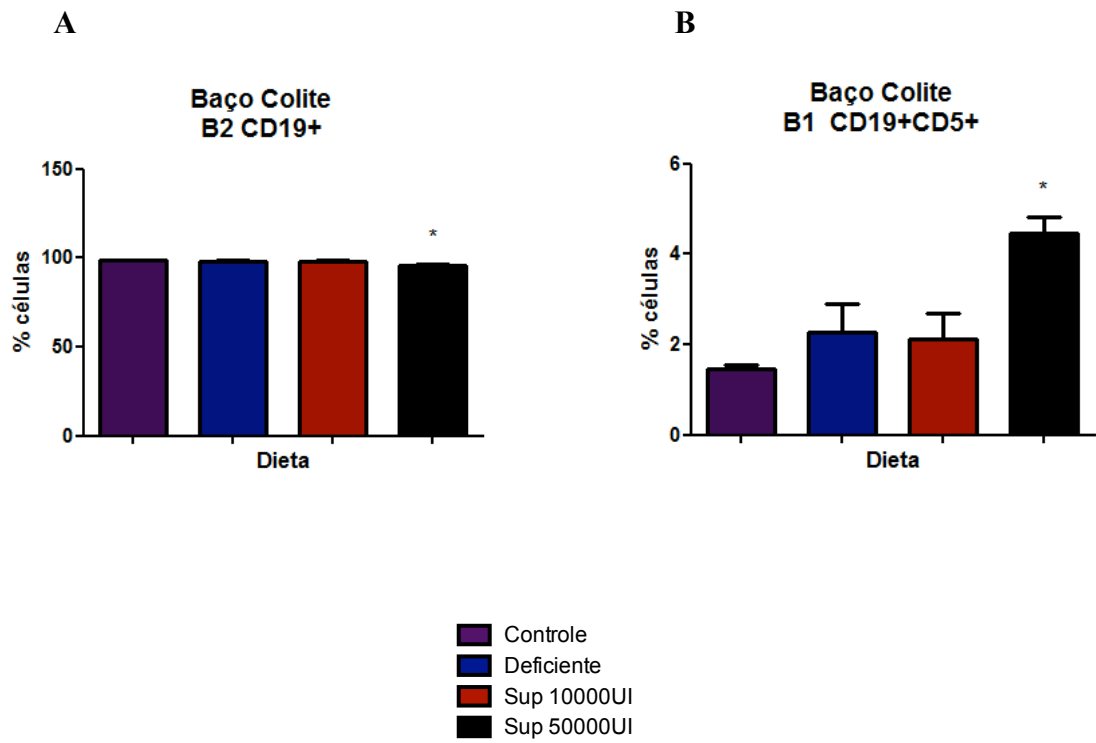 A
B
Baço Colite
B2 CD19+
Baço Colite
B1 CD19+CD5+
% células
150
100
50
0
*
Dieta
% células
6
4
2
0
*
Dieta
Controle
Deficiente
Sup 10000UI
Sup 50000UI